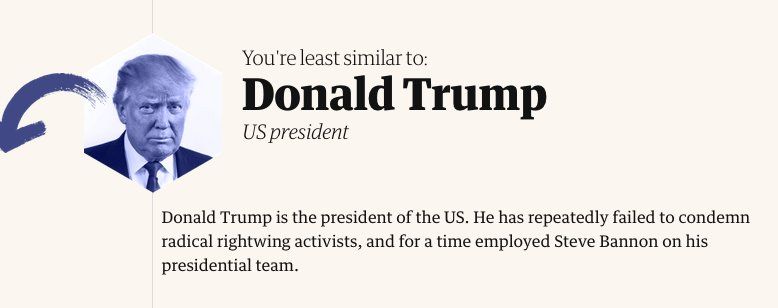 You're least similar to:
Donald Trump
US president
Donald Trump is the president of the US. He has repeatedly failed to condemn
radical rightwing activists, and for a time employed Steve Bannon on his
presidential team.